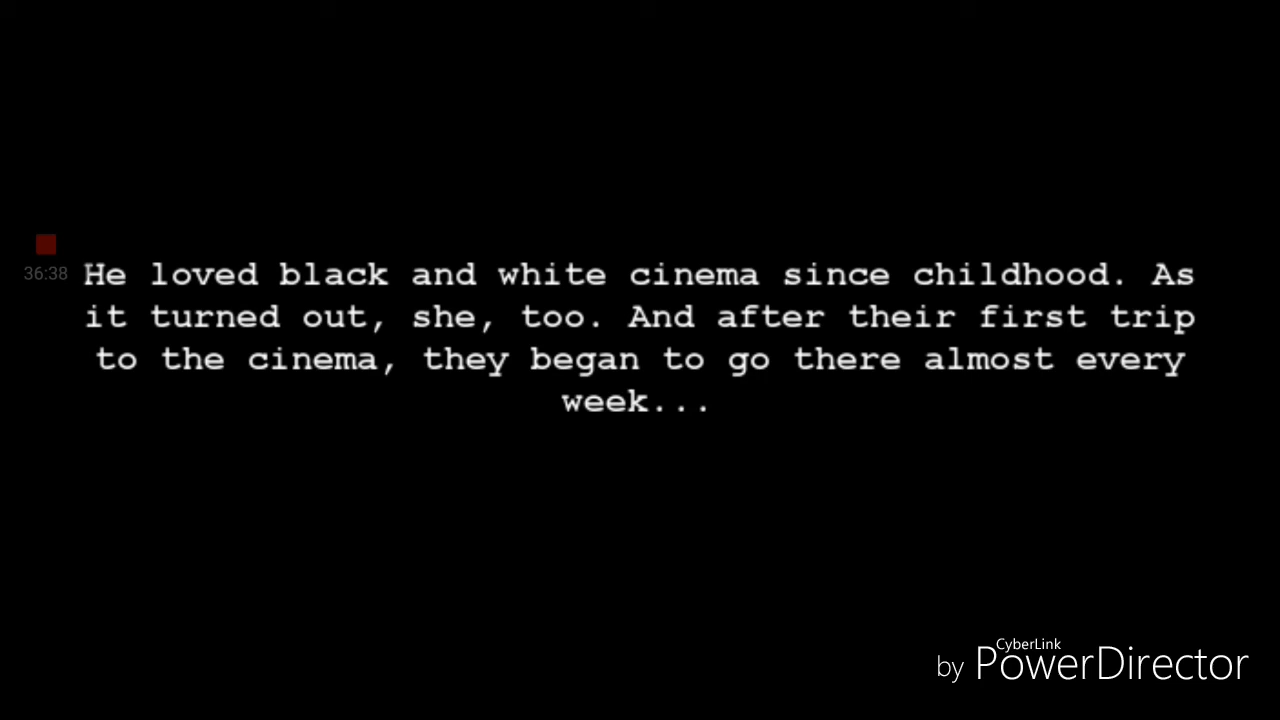 36:38
He loved black and white cinema since childhood. As
it turned out, she, too. And after their first trip
to the cinema, they began to go there almost every
week...
CyberLink
by PowerDirector